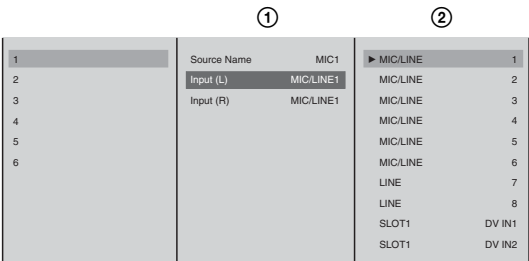 ① ②
1 Source Name MIC1 ► MIC/LINE 1
2 Input (L) MIC/LINE1 MIC/LINE 2
3 Input (R) MIC/LINE1 MIC/LINE 3
4 MIC/LINE 4
5 MIC/LINE 5
6 MIC/LINE 6
LINE 7
LINE 8
SLOT1 DV IN1
SLOT1 DV IN2